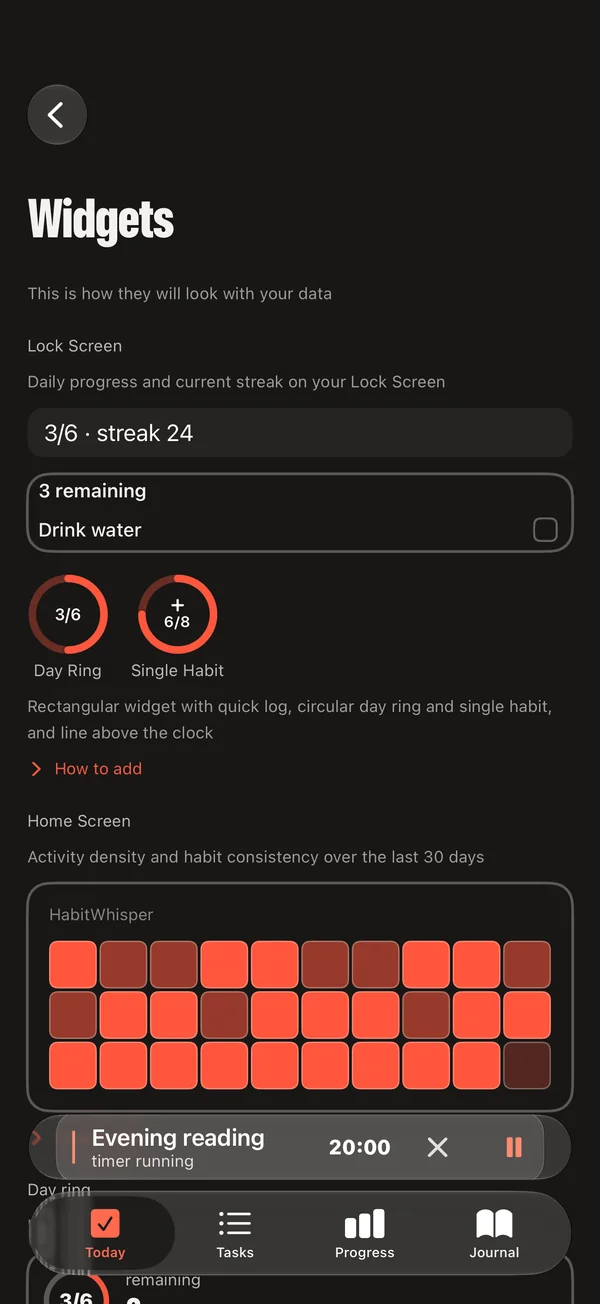 Widgets
This is how they will look with your data
Lock Screen
Daily progress and current streak on your Lock Screen
3/6 · streak 24
3 remaining
Drink water
3/6
+
6/8
Day Ring
Single Habit
Rectangular widget with quick log, circular day ring and single habit,
and line above the clock
How to add
Home Screen
Activity density and habit consistency over the last 30 days
HabitWhisper
Evening reading
timer running
20:00
Day ring
Today
Tasks
Progress
Journal
remaining
3/6